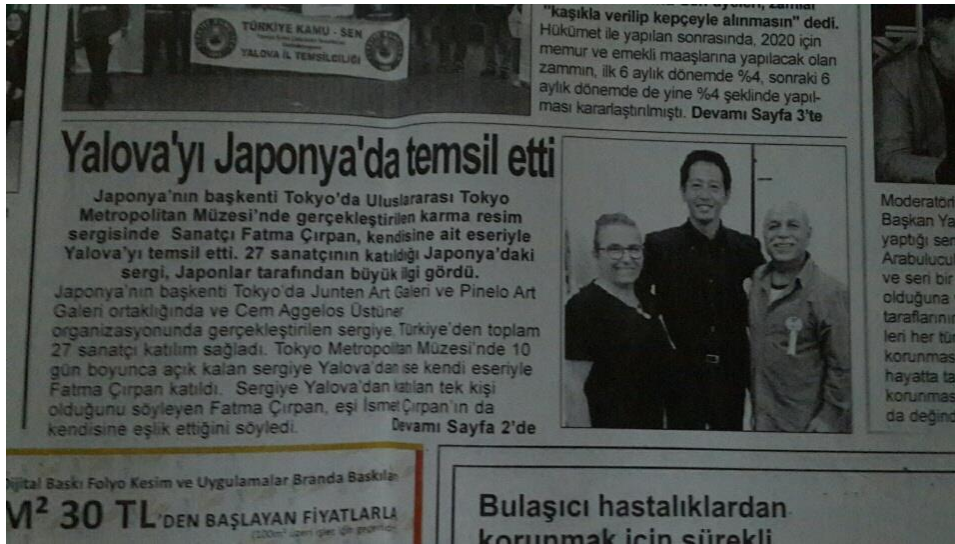 TÜRKİYE KAMU - SEN
YALOVA İL TEMSİLCİLİĞİ
"kaşıkla verilip kepçeyle alınmasın" dedi.
Hükümet ile yapılan sonrasında, 2020 için
memur ve emekli maaşlarına yapılacak olan
zammın, ilk 6 aylık dönemde %4, sonraki 6
aylık dönemde de yine %4 şeklinde yapıl-
ması kararlaştırılmıştı. Devamı Sayfa 3'te
Yalova'yı Japonya'da temsil etti
Japonya'nın başkenti Tokyo'da Uluslararası Tokyo
Metropolitan Müzesi'nde gerçekleştirilen karma resim
sergisinde Sanatçı Fatma Çırpan, kendisine ait eseriyle
Yalova'yı temsil etti. 27 sanatçının katıldığı Japonya'daki
sergi, Japonlar tarafından büyük ilgi gördü.
Japonya'nın başkenti Tokyo'da Junten Art Galeri ve Pinelo Art
Galeri ortaklığında ve Cem Aggelos Üstüner
organizasyonunda gerçekleştirilen sergiye, Türkiye'den toplam
27 sanatçı katılım sağladı. Tokyo Metropolitan Müzesi'nde 10
gün boyunca açık kalan sergiye Yalova'dan ise kendi eseriyle
Fatma Çırpan katıldı. Sergiye Yalova'dan katılan tek kişi
olduğunu söyleyen Fatma Çırpan, eşi İsmet Çırpan'ın da
kendisine eşlik ettiğini söyledi. Devamı Sayfa 2'de
Moderatör
Başkan Ya
yaptığı ser
Arabulucul
ve seri bir
olduğuna
taraflarını
leri her tü
korunmas
hayatta ta
korunmas
da değind
Dijital Baskı Folyo Kesim ve Uygulamalar Branda Baskıları
M² 30 TL'DEN BAŞLAYAN FİYATLARLA
Bulaşıcı hastalıklardan
korunmak için sürekli